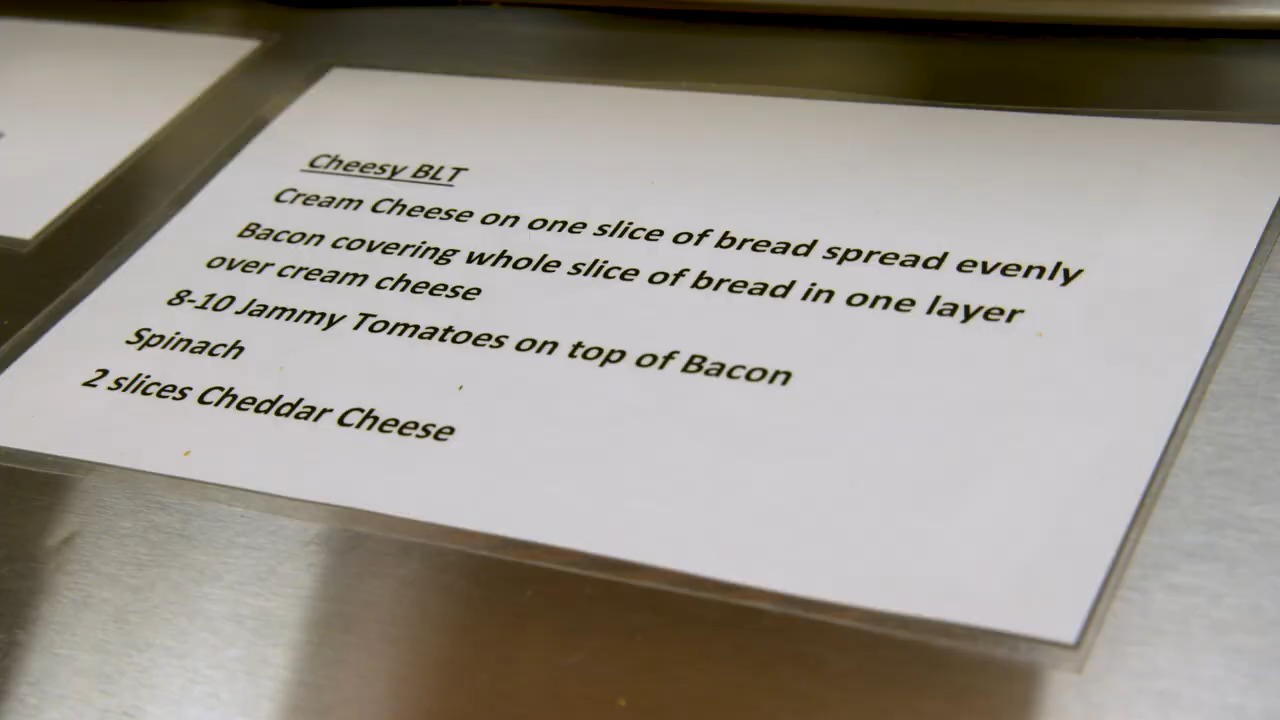 Cheesy BLT
Cream Cheese on one slice of bread spread evenly
Bacon covering whole slice of bread in one layer
over cream cheese
8-10 Jammy Tomatoes on top of Bacon
Spinach
2 slices Cheddar Cheese